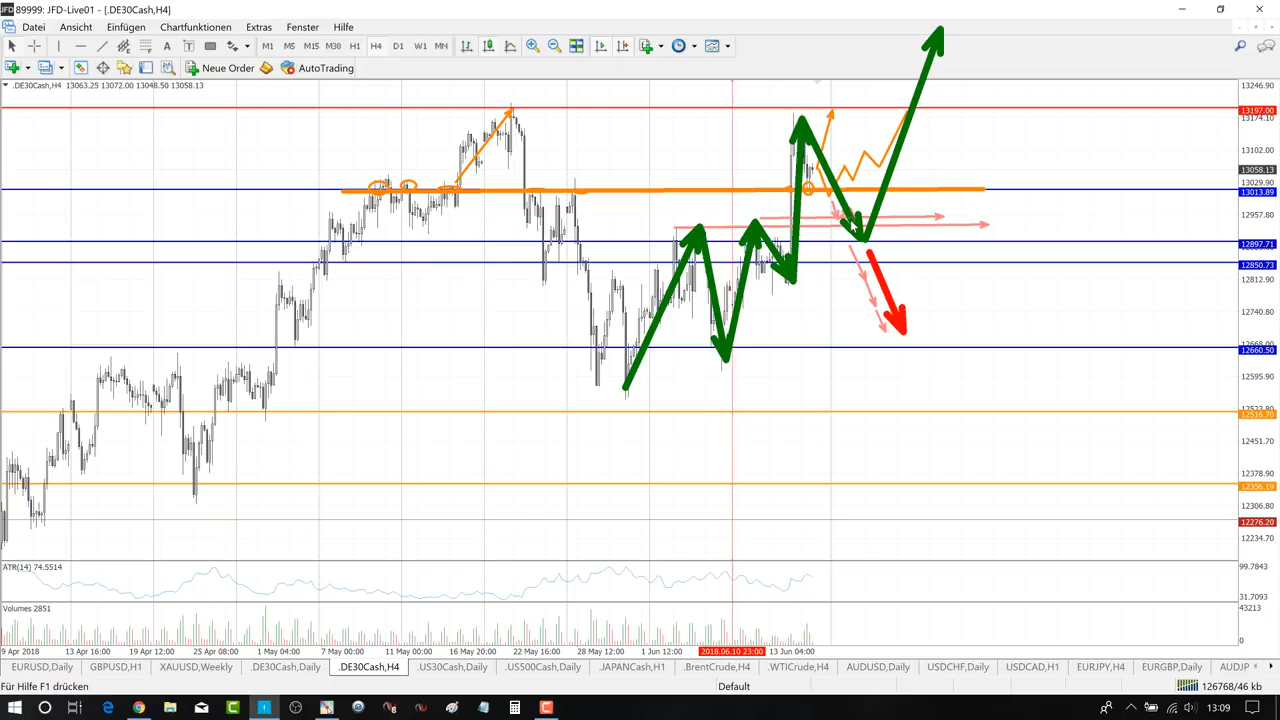 JFD 89999: JFD-Live01 - [.DE30Cash,H4]
Datei Ansicht Einfügen Chartfunktionen Extras Fenster Hilfe
A T M1 M5 M15 M30 H1 H4 D1 W1 MN
Neue Order AutoTrading
.DE30Cash,H4 13063.25 13072.00 13048.50 13058.13
13246.90
13197.00
13174.10
13102.00
13058.13
13029.90
13013.89
12957.80
12897.71
12850.73
12812.90
12740.80
12668.00
12660.50
12595.90
12523.80
12516.70
12451.70
12378.90
12356.19
12306.80
12276.20
12234.70
ATR(14) 74.5514
99.7843
31.7093
Volumes 2851
43213
0
9 Apr 2018 13 Apr 12:00 19 Apr 12:00 25 Apr 08:00 1 May 04:00 7 May 00:00 11 May 00:00 16 May 20:00 22 May 16:00 28 May 12:00 1 Jun 12:00 2018.06.10 23:00 13 Jun 04:00
EURUSD,Daily GBPUSD,H1 XAUUSD,Weekly .DE30Cash,Daily .DE30Cash,H4 .US30Cash,Daily .US500Cash,Daily .JAPANCash,H1 .BrentCrude,H4 .WTICrude,H4 AUDUSD,Daily USDCHF,Daily USDCAD,H1 EURJPY,H4 EURGBP,Daily AUDJP
Für Hilfe F1 drücken Default 126768/46 kb
13:09